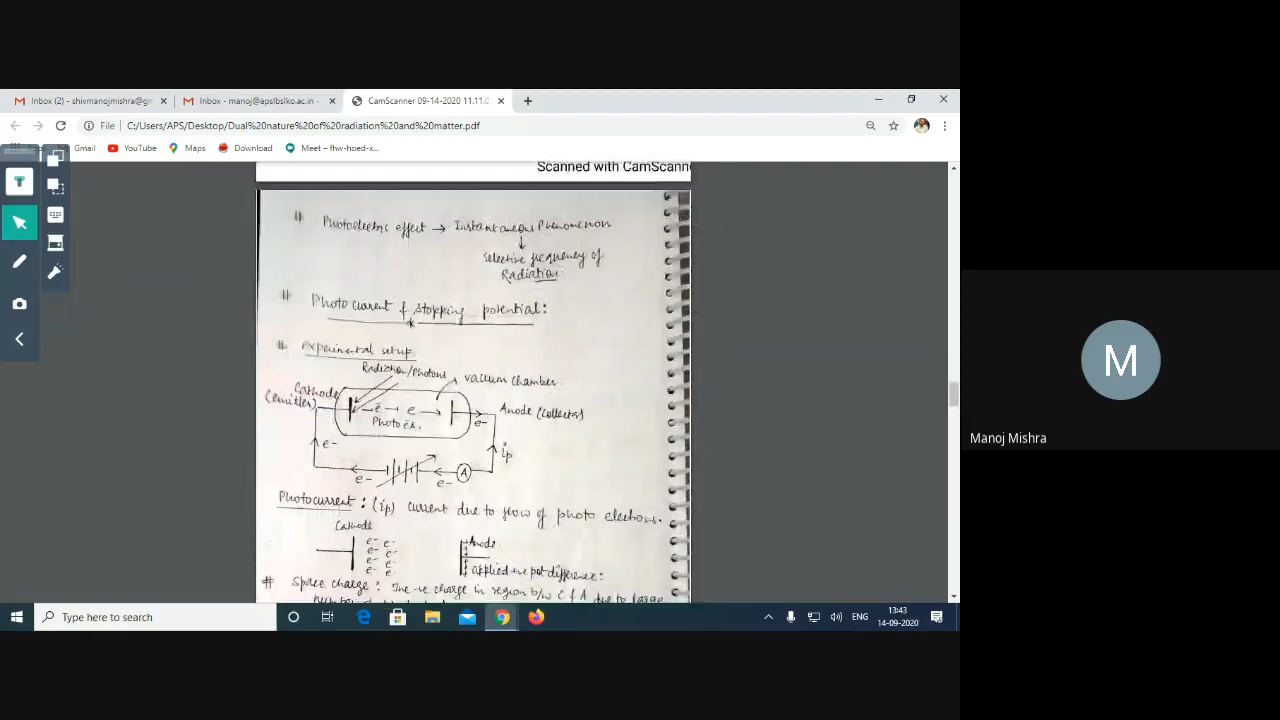 Inbox (2) - shivmanojmishra@gm
Inbox - manoj@apslbslko.ac.in -
CamScanner 09-14-2020 11.11.0
File
C:/Users/APS/Desktop/Dual%20nature%20of%20radiation%20and%20matter.pdf
Gmail
YouTube
Maps
Download
Meet – fhw-hoed-x...
Scanned with CamScann
# Photoelectric effect → Instantaneous Phenomenon
↓
selective frequency of
Radiation
# Photo current & stopping potential:
# Experimental setup.
Radiation/Photons
vacuum chamber.
Cathode
(emitter)
e- → e →
Photo es.
Anode (collector)
e-
e-
ip
e-
e-
A
Photocurrent : (ip) current due to flow of photo electrons.
Cathode
e- e-
e- e-
e- e-
e- e-
Anode
applied +ve pot difference:
# Space charge : The -ve charge in region b/w C & A due to large
Manoj Mishra
M
Type here to search
ENG
13:43
14-09-2020